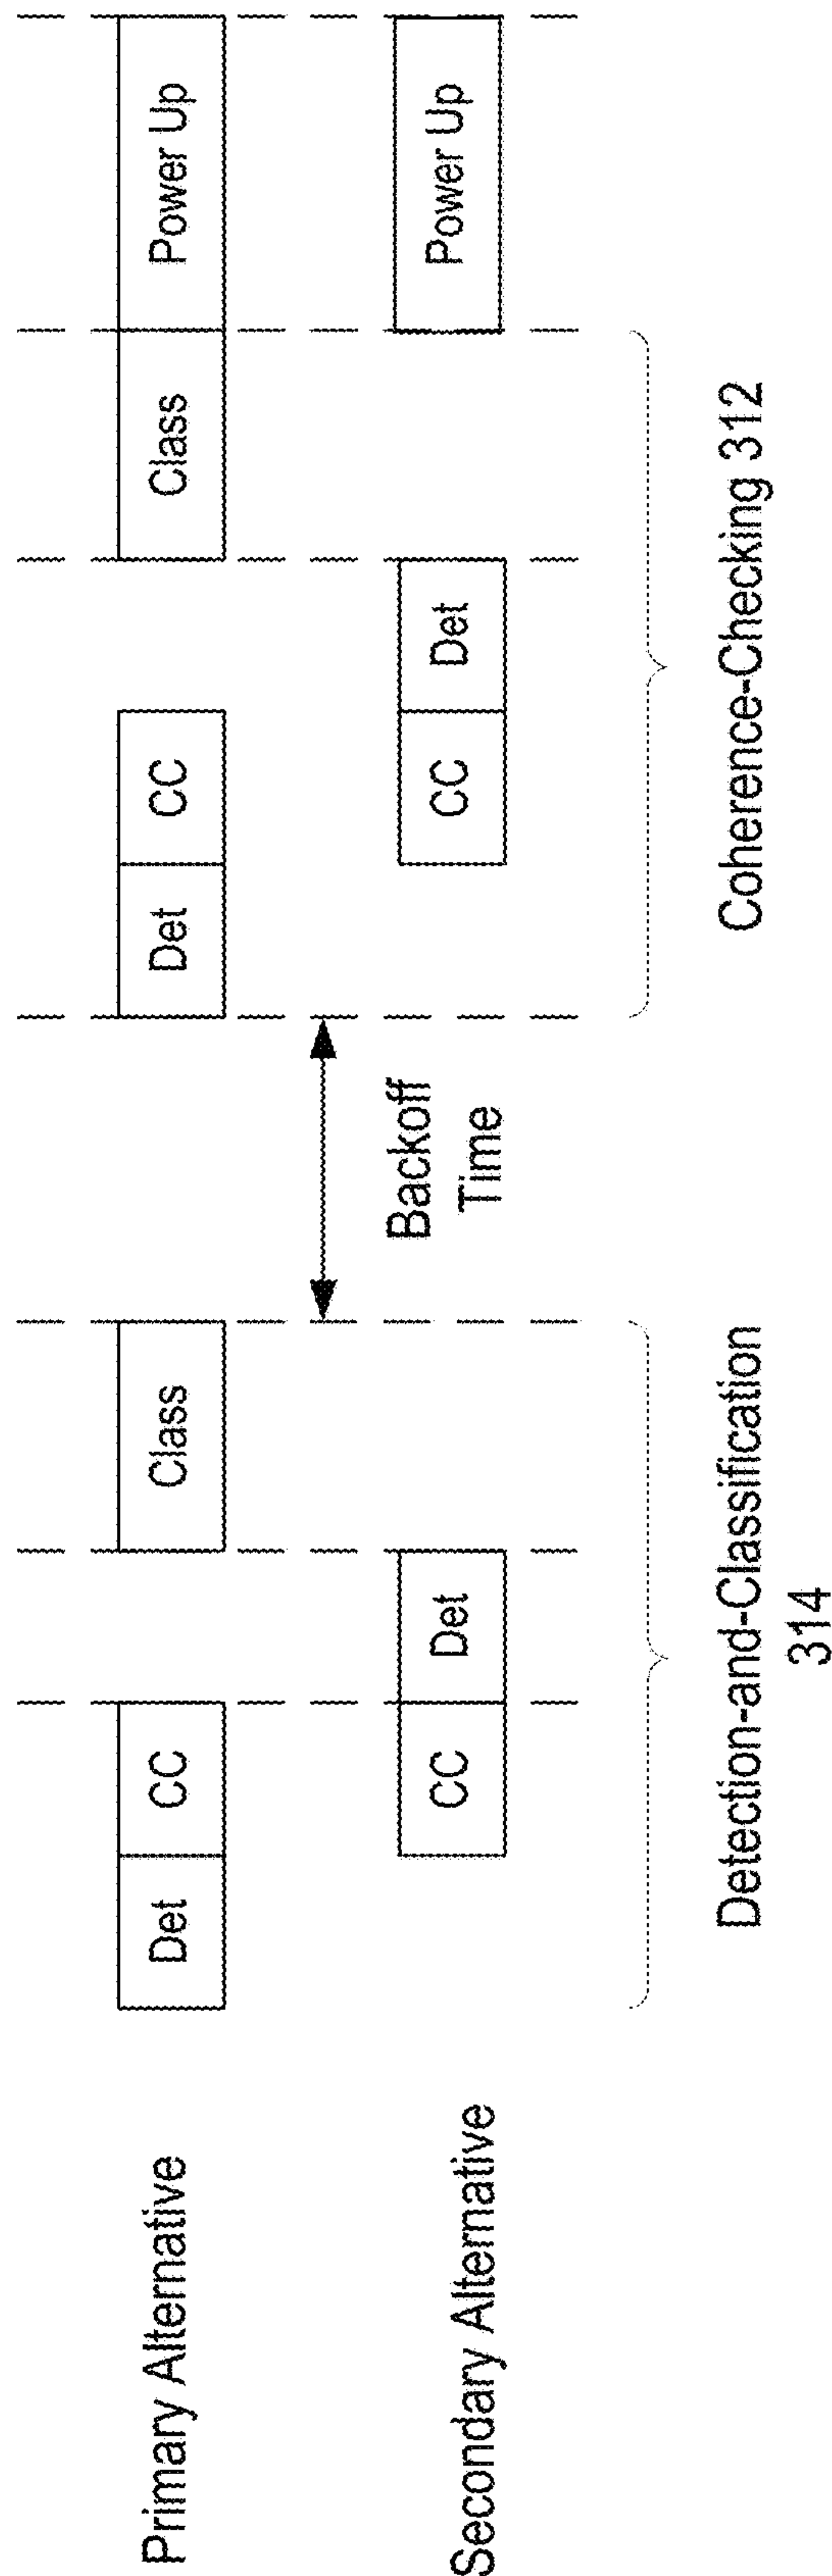 Primary Alternative
Det
CC
Class
Det
CC
Class
Power Up
Backoff
Time
Secondary Alternative
CC
Det
CC
Det
Power Up
Detection-and-Classification
314
Coherence-Checking 312